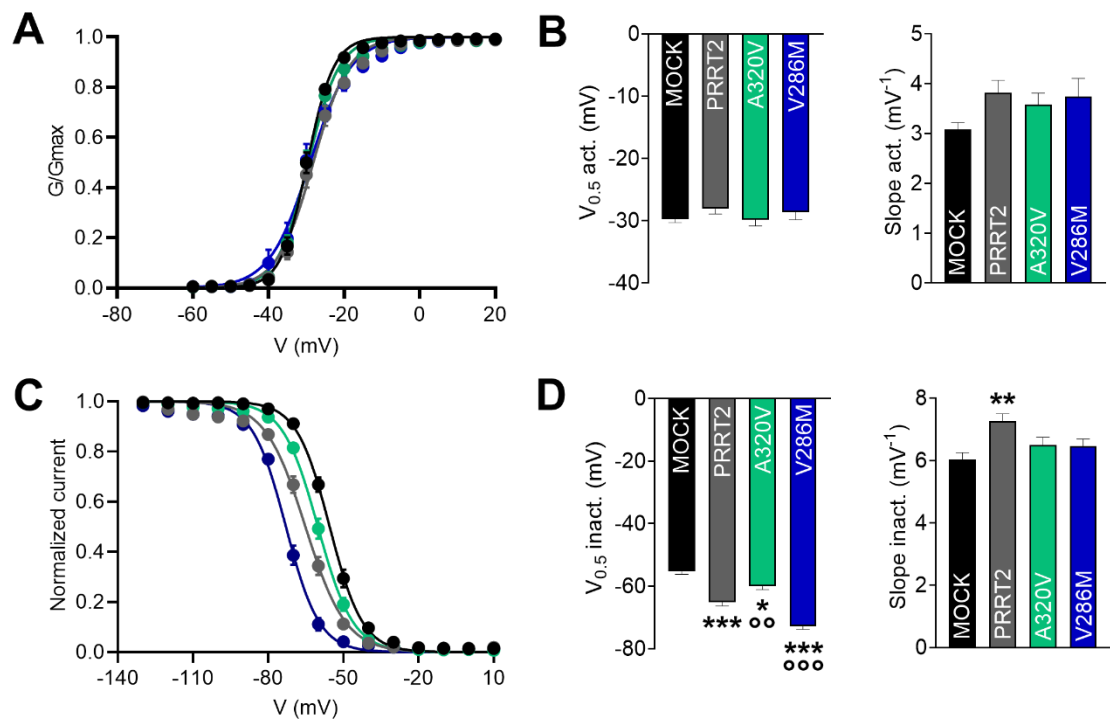 A
G/Gmax
1.0
0.8
0.6
0.4
0.2
0.0
-80 -60 -40 -20 0 20
V (mV)
B
V0.5 act. (mV)
0
-10
-20
-30
-40
MOCK
PRRT2
A320V
V286M
Slope act. (mV-1)
5
4
3
2
1
0
MOCK
PRRT2
A320V
V286M
C
Normalized current
1.0
0.8
0.6
0.4
0.2
0.0
-140 -110 -80 -50 -20 10
V (mV)
D
V0.5 inact. (mV)
0
-20
-40
-60
-80
MOCK
PRRT2
A320V
V286M
***
*
°°
***
°°°
Slope inact. (mV-1)
8
6
4
2
0
**
MOCK
PRRT2
A320V
V286M